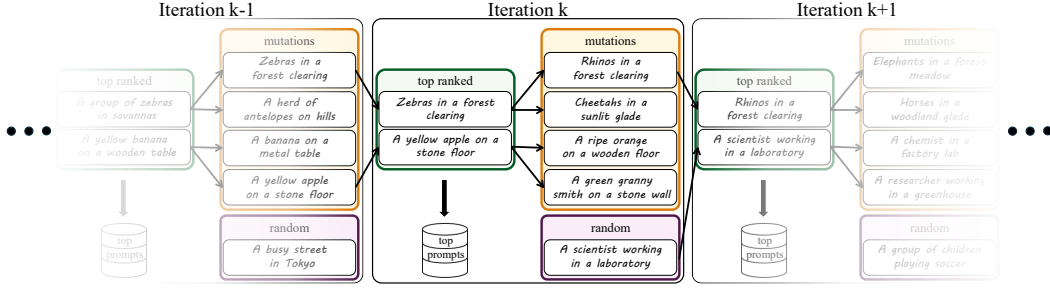 Iteration k-1
Iteration k
Iteration k+1
top ranked
A group of zebras
in savannas
A yellow banana
on a wooden table
top
prompts
mutations
Zebras in a
forest clearing
A herd of
antelopes on hills
A banana on a
metal table
A yellow apple
on a stone floor
random
A busy street
in Tokyo
top ranked
Zebras in a forest
clearing
A yellow apple on a
stone floor
top
prompts
mutations
Rhinos in a
forest clearing
Cheetahs in a
sunlit glade
A ripe orange
on a wooden floor
A green granny
smith on a stone wall
random
A scientist working
in a laboratory
top ranked
Rhinos in a
forest clearing
A scientist working
in a laboratory
top
prompts
mutations
Elephants in a forest
meadow
Horses in a
woodland glade
A chemist in a
factory lab
A researcher working
in a greenhouse
random
A group of children
playing soccer